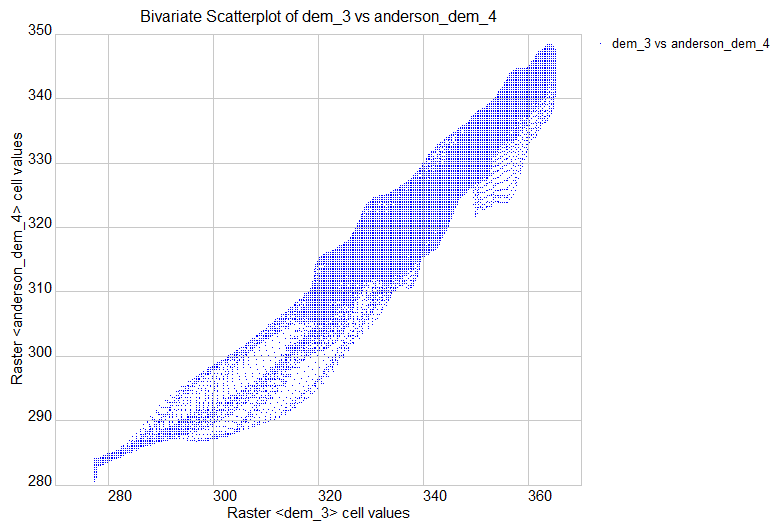 Bivariate Scatterplot of dem_3 vs anderson_dem_4
dem_3 vs anderson_dem_4
350
340
330
320
310
300
290
280
Raster <anderson_dem_4> cell values
280 300 320 340 360
Raster <dem_3> cell values